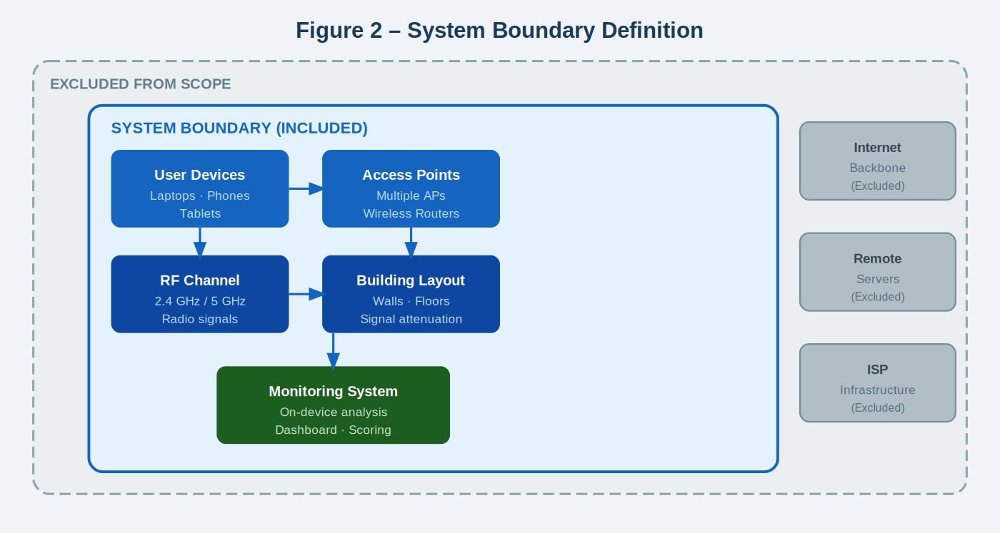 Figure 2 – System Boundary Definition
EXCLUDED FROM SCOPE
SYSTEM BOUNDARY (INCLUDED)
User Devices
Laptops · Phones
Tablets
Access Points
Multiple APs
Wireless Routers
RF Channel
2.4 GHz / 5 GHz
Radio signals
Building Layout
Walls · Floors
Signal attenuation
Monitoring System
On-device analysis
Dashboard · Scoring
Internet
Backbone
(Excluded)
Remote
Servers
(Excluded)
ISP
Infrastructure
(Excluded)